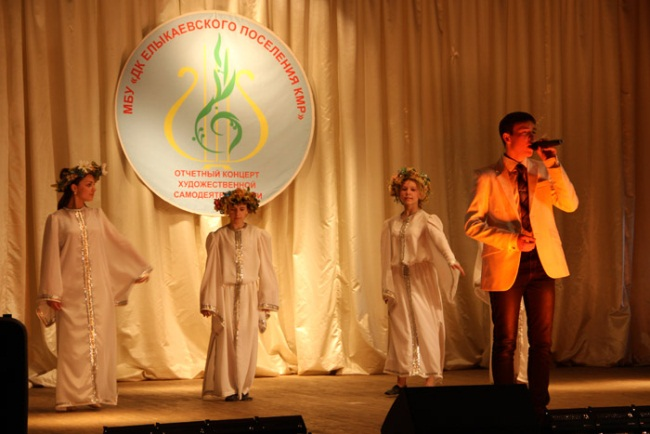 МБУ «ДК ЕЛЫКАЕВСКОГО ПОСЕЛЕНИЯ КМР»
ОТЧЕТНЫЙ КОНЦЕРТ
ХУДОЖЕСТВЕННОЙ